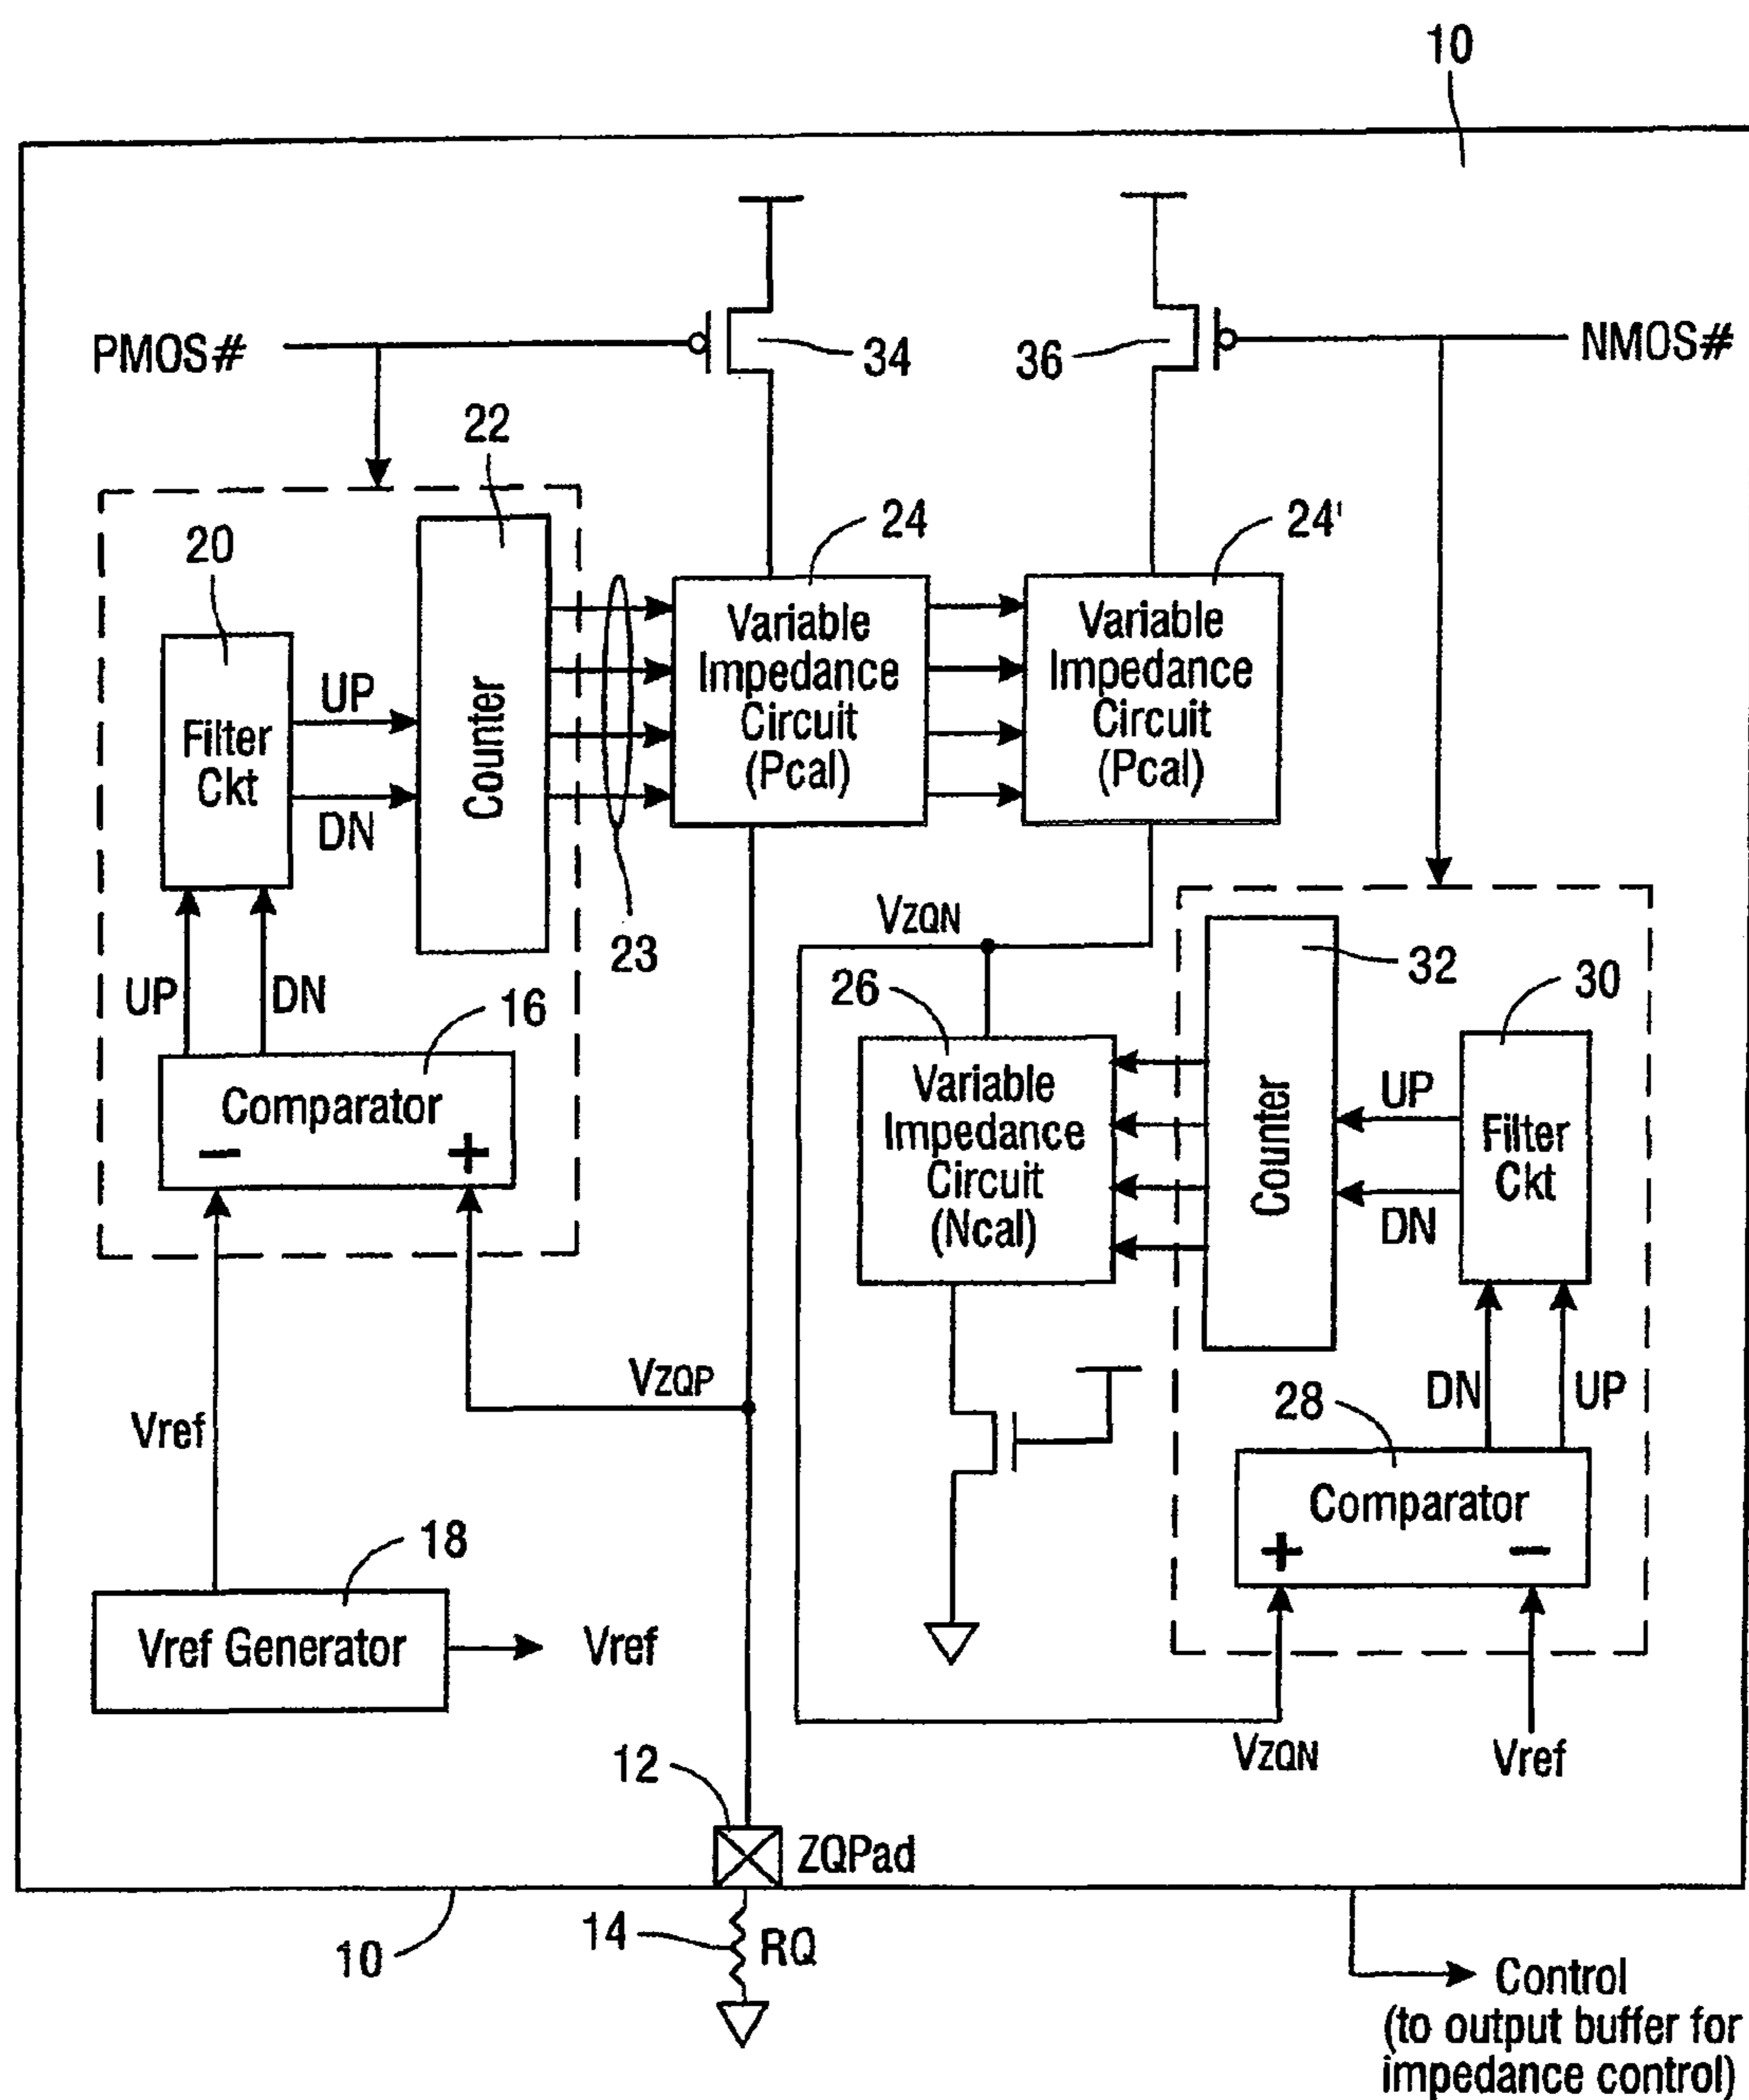 10
PMOS#
34
36
NMOS#
22
24
24'
20
Filter
Ckt
UP
DN
Counter
Variable
Impedance
Circuit
(Pcal)
Variable
Impedance
Circuit
(Pcal)
23
UP
DN
16
Comparator
− +
VZQN
26
Variable
Impedance
Circuit
(Ncal)
32
Counter
30
UP
DN
Filter
Ckt
DN
UP
28
Comparator
+ −
VZQP
Vref
18
Vref Generator
Vref
VZQN
Vref
12
ZQPad
10
14
RQ
Control
(to output buffer for
impedance control)